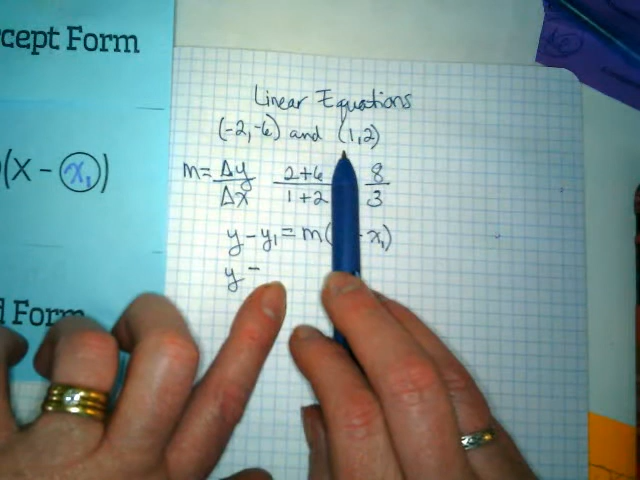 cept Form
(x - x₁)
d Form
Linear Equations
(-2,-6) and (1,2)
m = Δy/Δx 2+6/1+2 8/3
y - y₁ = m( - x₁)
y -